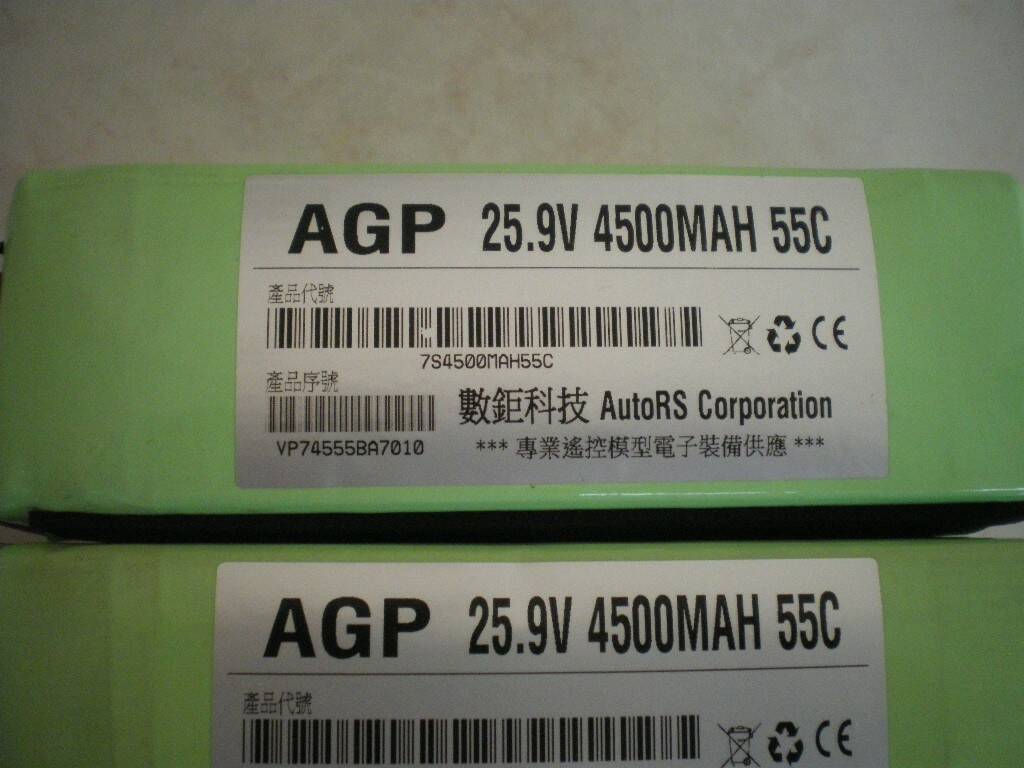 AGP 25.9V 4500MAH 55C
產品代號
7S4500MAH55C
產品序號
VP74555BA7010
數鉅科技 AutoRS Corporation
*** 專業遙控模型電子裝備供應 ***
CE
AGP 25.9V 4500MAH 55C
產品代號
CE